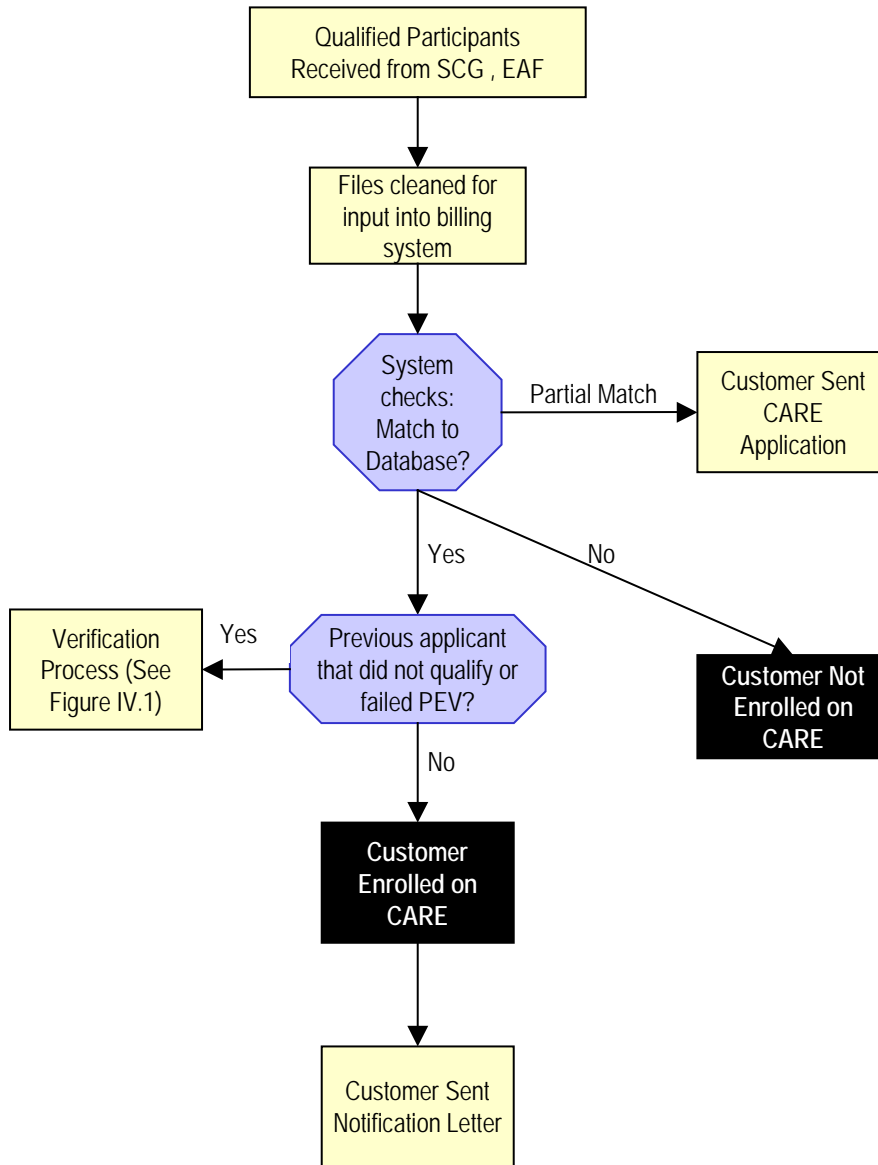 Qualified Participants
Received from SCG , EAF
Files cleaned for
input into billing
system
System
checks:
Match to
Database?
Partial Match
Customer Sent
CARE
Application
Yes
No
Verification
Process (See
Figure IV.1)
Yes
Previous applicant
that did not qualify or
failed PEV?
Customer Not
Enrolled on
CARE
No
Customer
Enrolled on
CARE
Customer Sent
Notification Letter